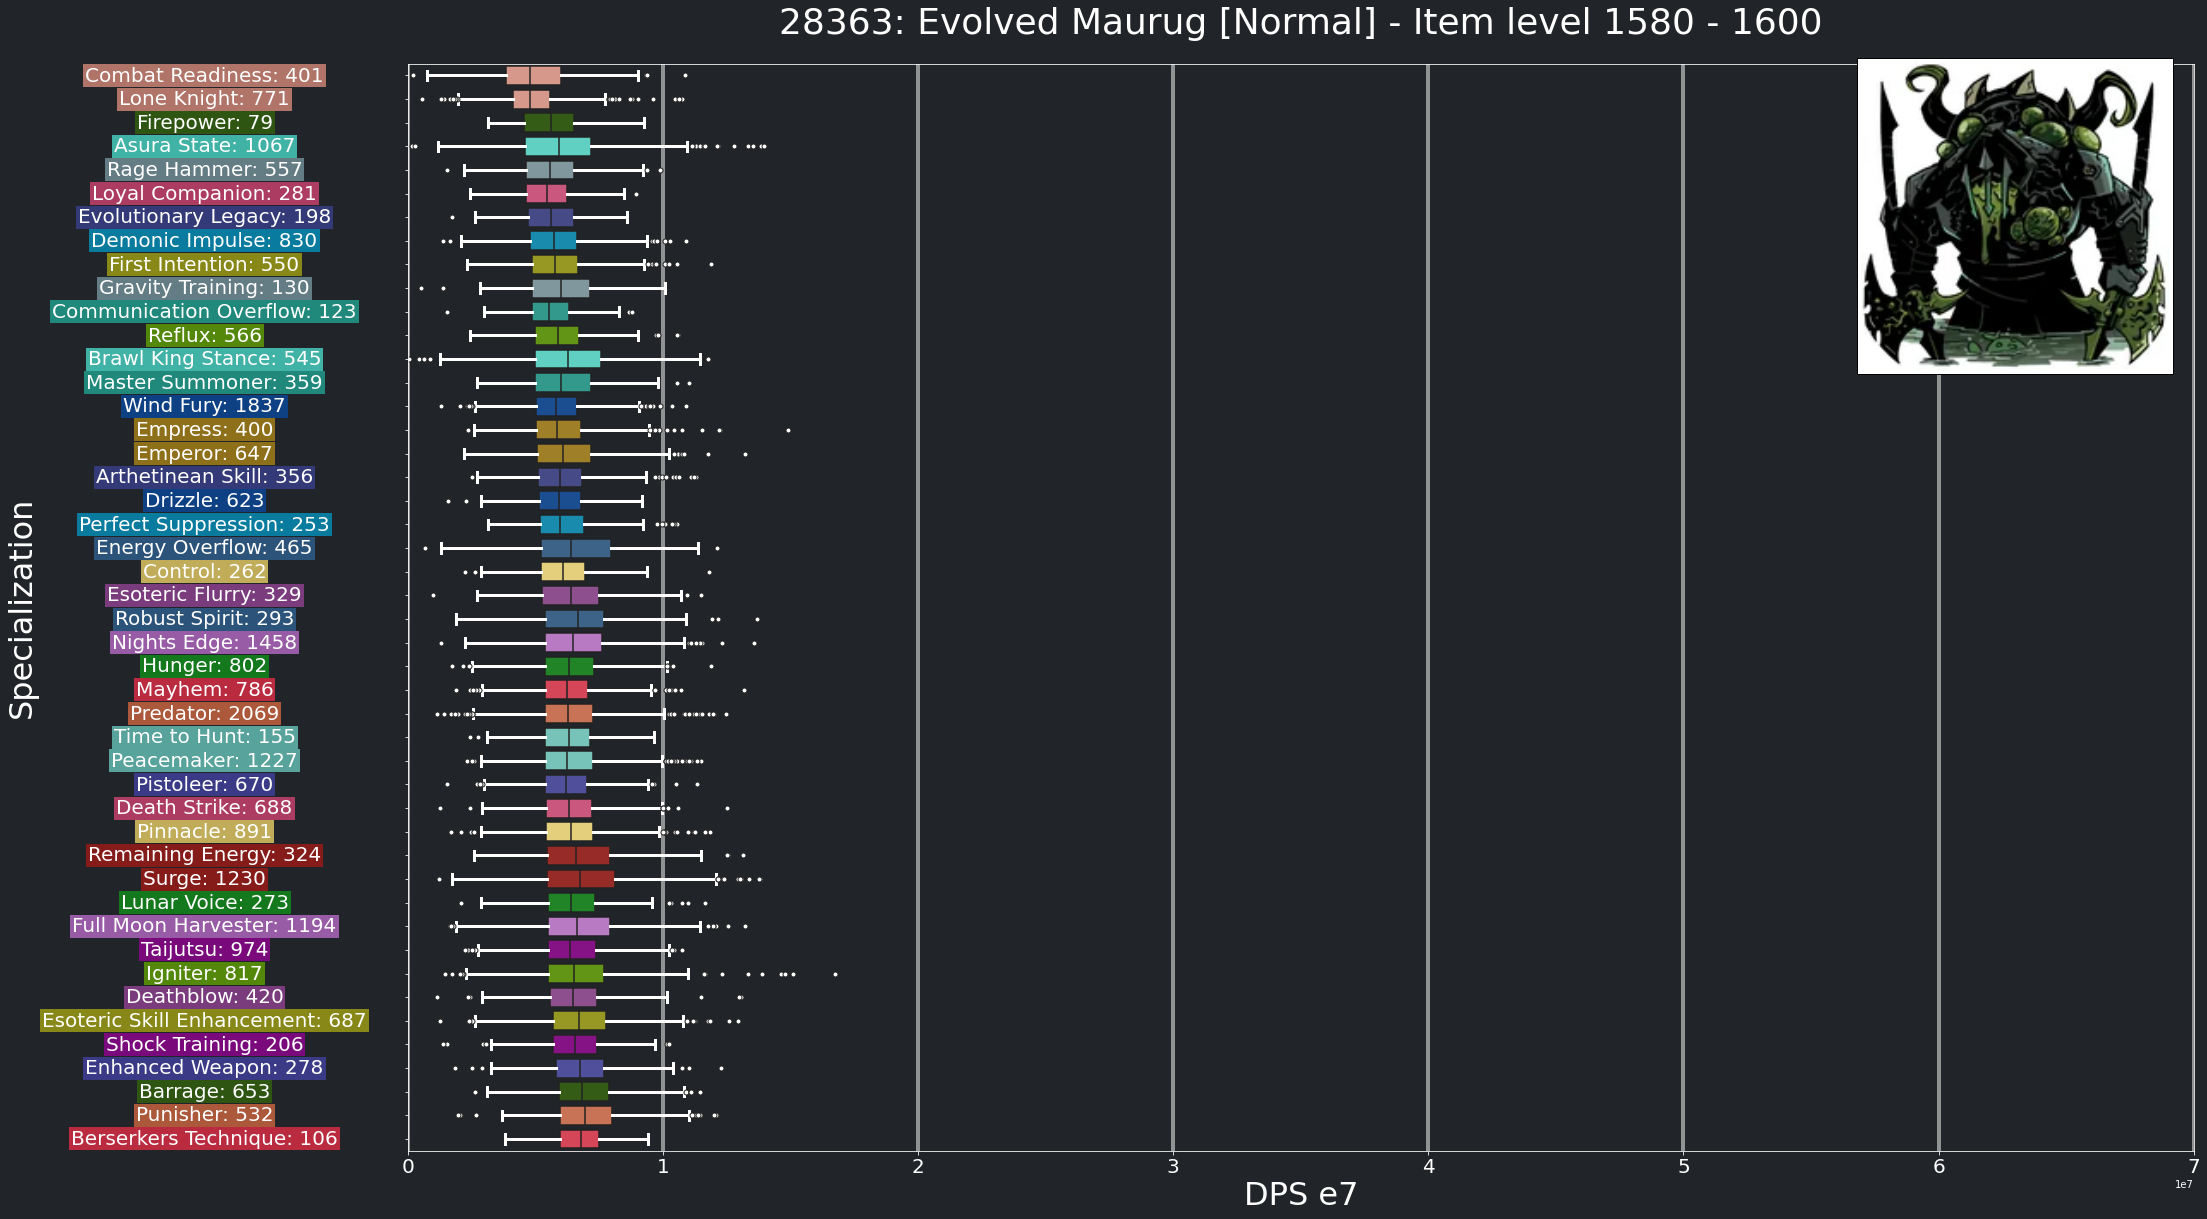 28363: Evolved Maurug [Normal] - Item level 1580 - 1600
Combat Readiness: 401
Lone Knight: 771
Firepower: 79
Asura State: 1067
Rage Hammer: 557
Loyal Companion: 281
Evolutionary Legacy: 198
Demonic Impulse: 830
First Intention: 550
Gravity Training: 130
Communication Overflow: 123
Reflux: 566
Brawl King Stance: 545
Master Summoner: 359
Wind Fury: 1837
Empress: 400
Emperor: 647
Arthetinean Skill: 356
Drizzle: 623
Perfect Suppression: 253
Energy Overflow: 465
Control: 262
Esoteric Flurry: 329
Robust Spirit: 293
Nights Edge: 1458
Hunger: 802
Mayhem: 786
Predator: 2069
Time to Hunt: 155
Peacemaker: 1227
Pistoleer: 670
Death Strike: 688
Pinnacle: 891
Remaining Energy: 324
Surge: 1230
Lunar Voice: 273
Full Moon Harvester: 1194
Taijutsu: 974
Igniter: 817
Deathblow: 420
Esoteric Skill Enhancement: 687
Shock Training: 206
Enhanced Weapon: 278
Barrage: 653
Punisher: 532
Berserkers Technique: 106
Specialization
0 1 2 3 4 5 6 7
1e7
DPS e7